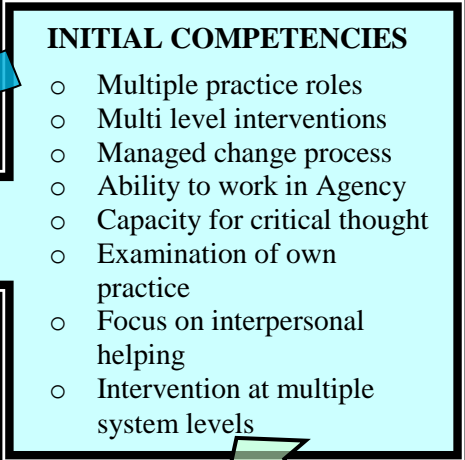 INITIAL COMPETENCIES
o Multiple practice roles
o Multi level interventions
o Managed change process
o Ability to work in Agency
o Capacity for critical thought
o Examination of own
practice
o Focus on interpersonal
helping
o Intervention at multiple
system levels